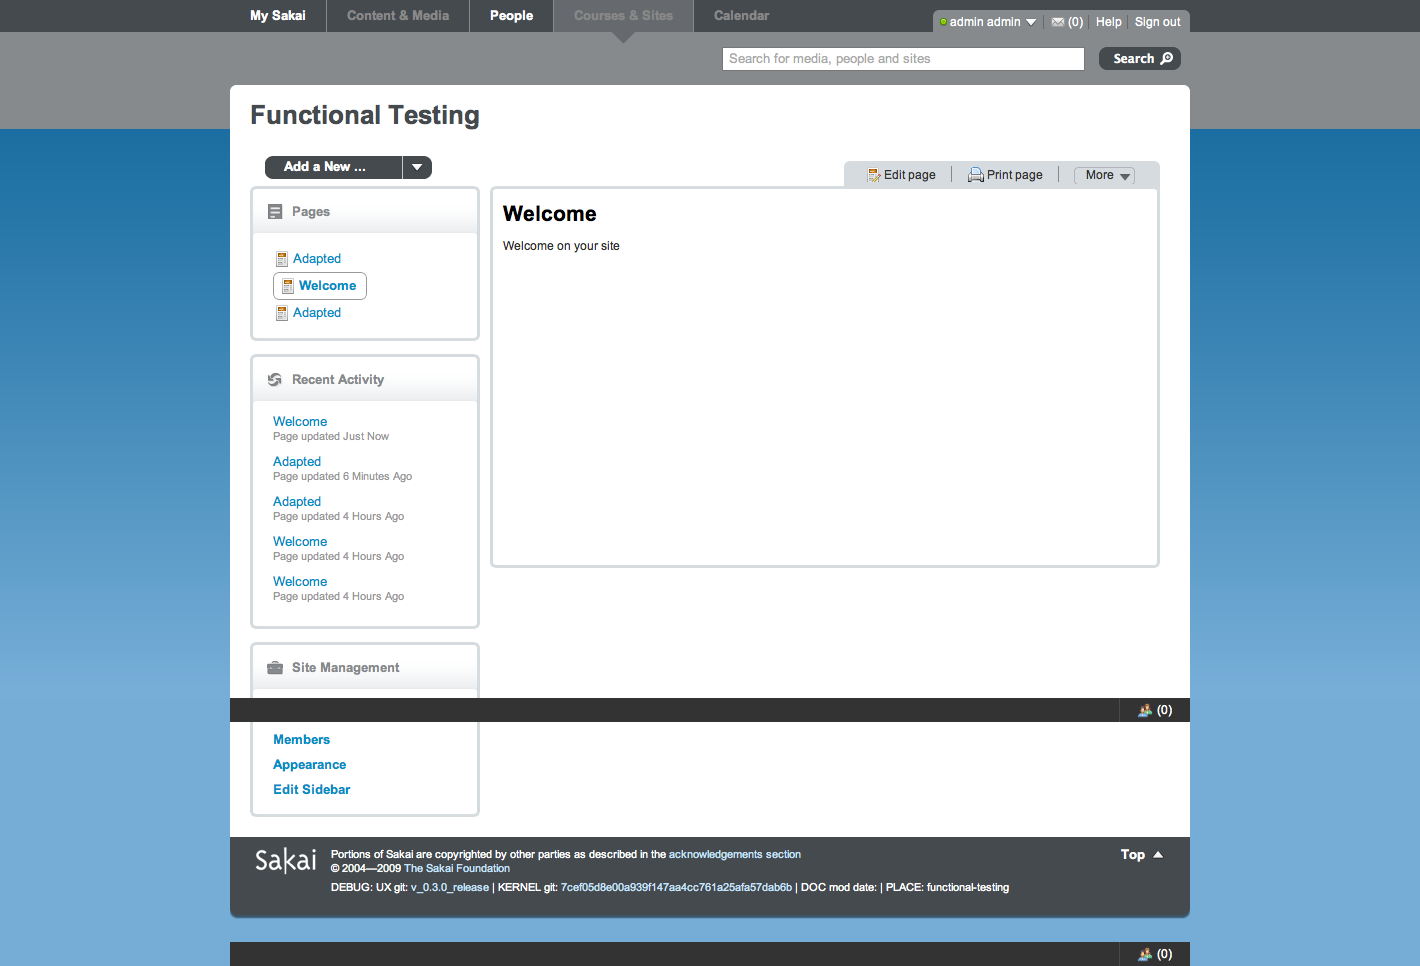 My Sakai
Content & Media
People
Courses & Sites
Calendar
admin admin
(0)
Help
Sign out
Search for media, people and sites
Search
Functional Testing
Add a New ...
Edit page
Print page
More
Pages
Adapted
Welcome
Adapted
Welcome
Welcome on your site
Recent Activity
Welcome
Page updated Just Now
Adapted
Page updated 6 Minutes Ago
Adapted
Page updated 4 Hours Ago
Welcome
Page updated 4 Hours Ago
Welcome
Page updated 4 Hours Ago
Site Management
(0)
Members
Appearance
Edit Sidebar
Sakai
Portions of Sakai are copyrighted by other parties as described in the acknowledgements section
© 2004—2009 The Sakai Foundation
DEBUG: UX git: v_0.3.0_release | KERNEL git: 7cef05d8e00a939f147aa4cc761a25afa57dab6b | DOC mod date: | PLACE: functional-testing
Top
(0)